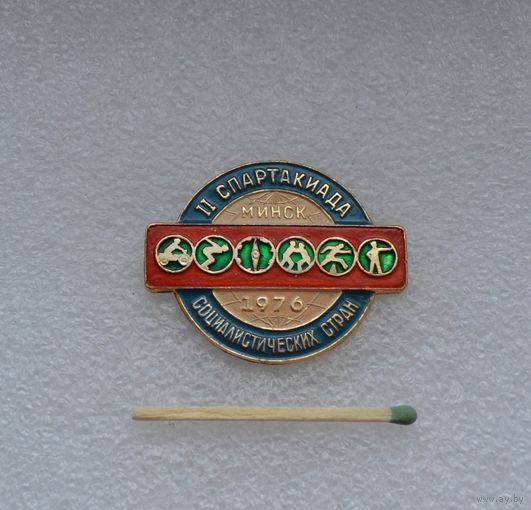 II СПАРТАКИАДА
МИНСК
1976
СОЦИАЛИСТИЧЕСКИХ СТРАН
www.ay.by